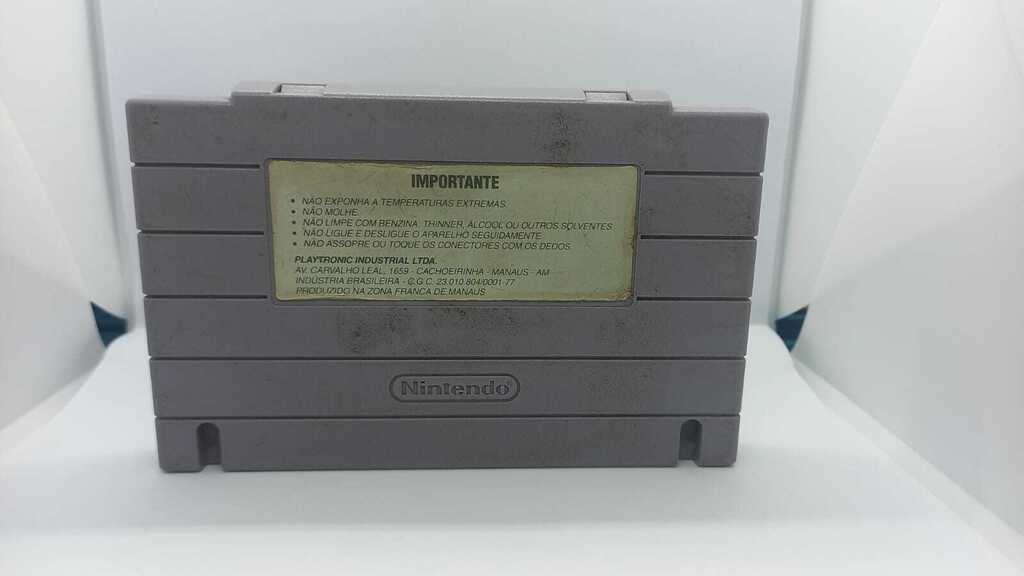 IMPORTANTE
• NÃO EXPONHA A TEMPERATURAS EXTREMAS.
• NÃO MOLHE.
• NÃO LIMPE COM BENZINA, THINNER, ÁLCOOL OU OUTROS SOLVENTES
• NÃO LIGUE E DESLIGUE O APARELHO SEGUIDAMENTE.
• NÃO ASSOPRE OU TOQUE OS CONECTORES COM OS DEDOS.
PLAYTRONIC INDUSTRIAL LTDA.
AV. CARVALHO LEAL, 1659 - CACHOEIRINHA - MANAUS - AM
INDÚSTRIA BRASILEIRA - C.G.C. 23.010.804/0001-77
PRODUZIDO NA ZONA FRANCA DE MANAUS
Nintendo®